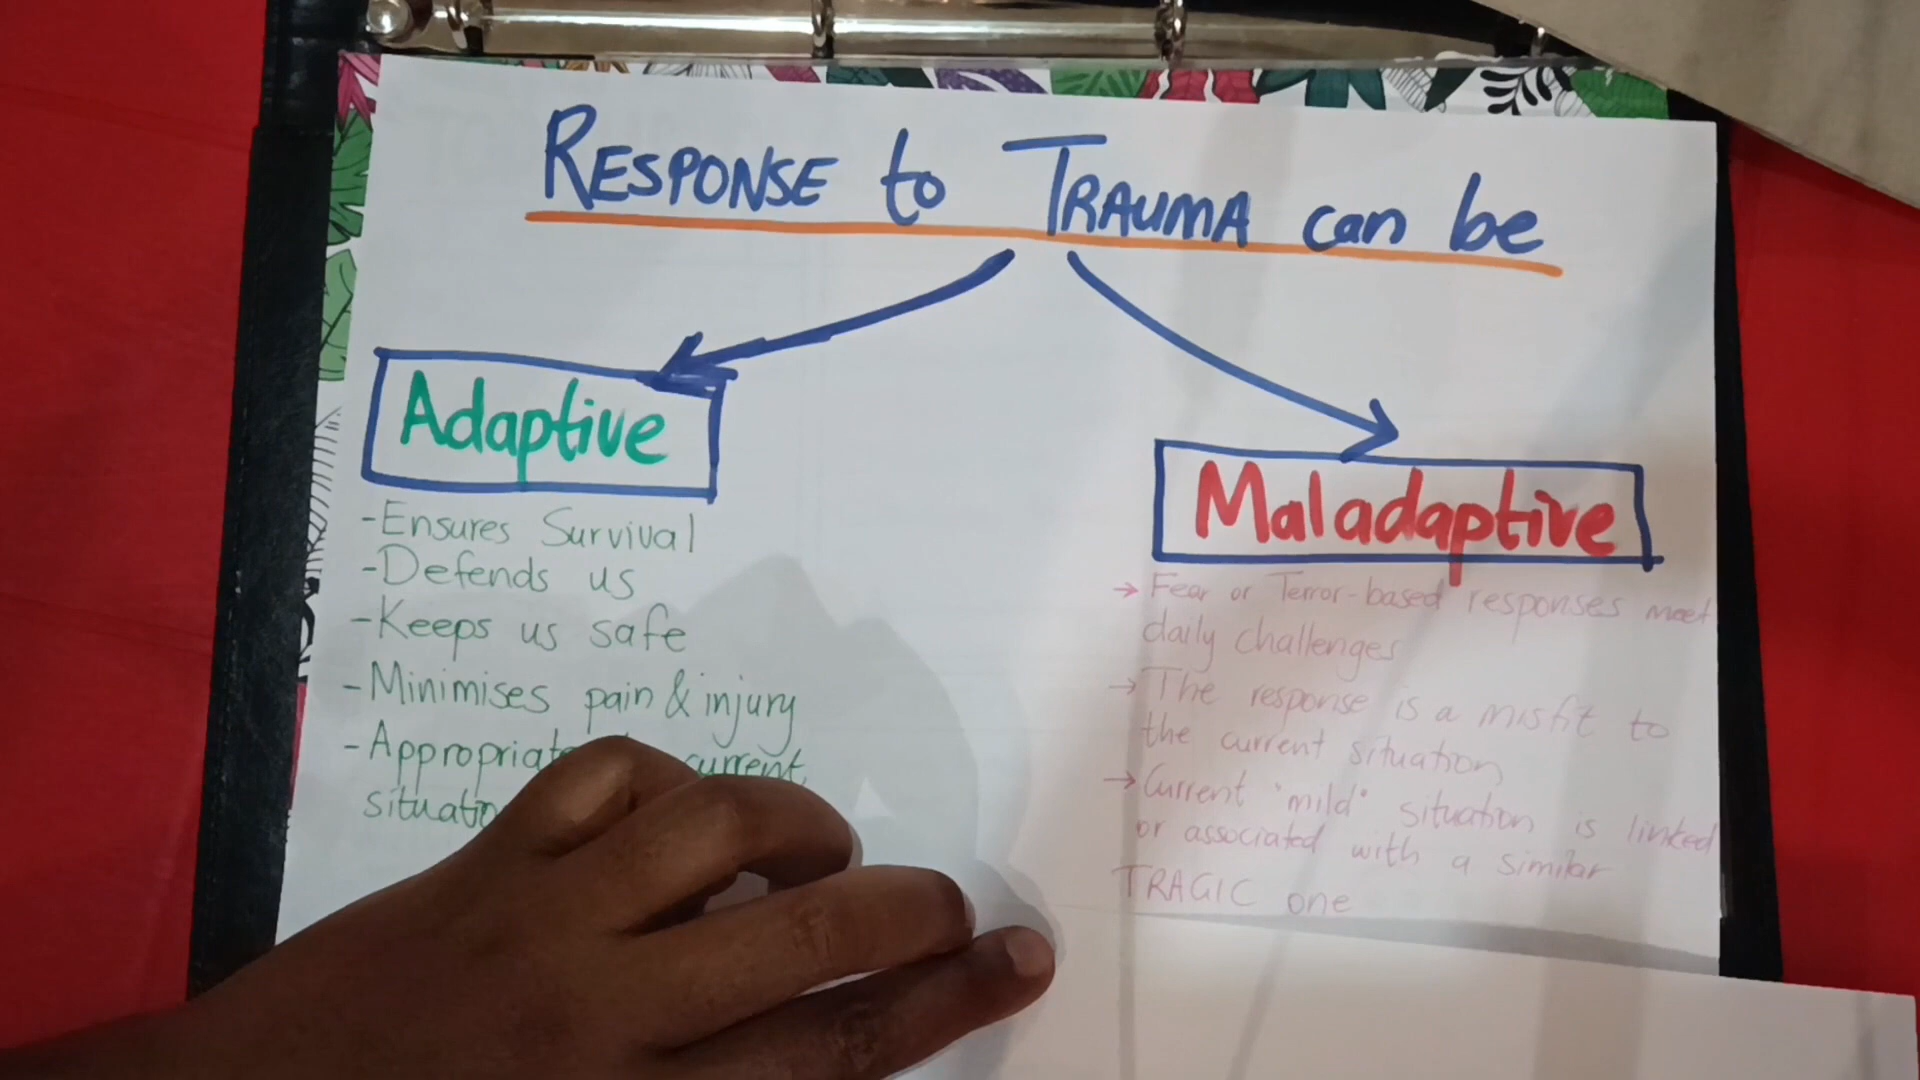 RESPONSE to TRAUMA can be
Adaptive
-Ensures Survival
-Defends us
-Keeps us safe
-Minimises pain & injury
-Appropriate current
situation
Maladaptive
→ Fear or Terror-based responses meet
daily challenges
→ The response is a misfit to
the current situation
→ Current "mild" situation is linked
or associated with a similar
TRAGIC one